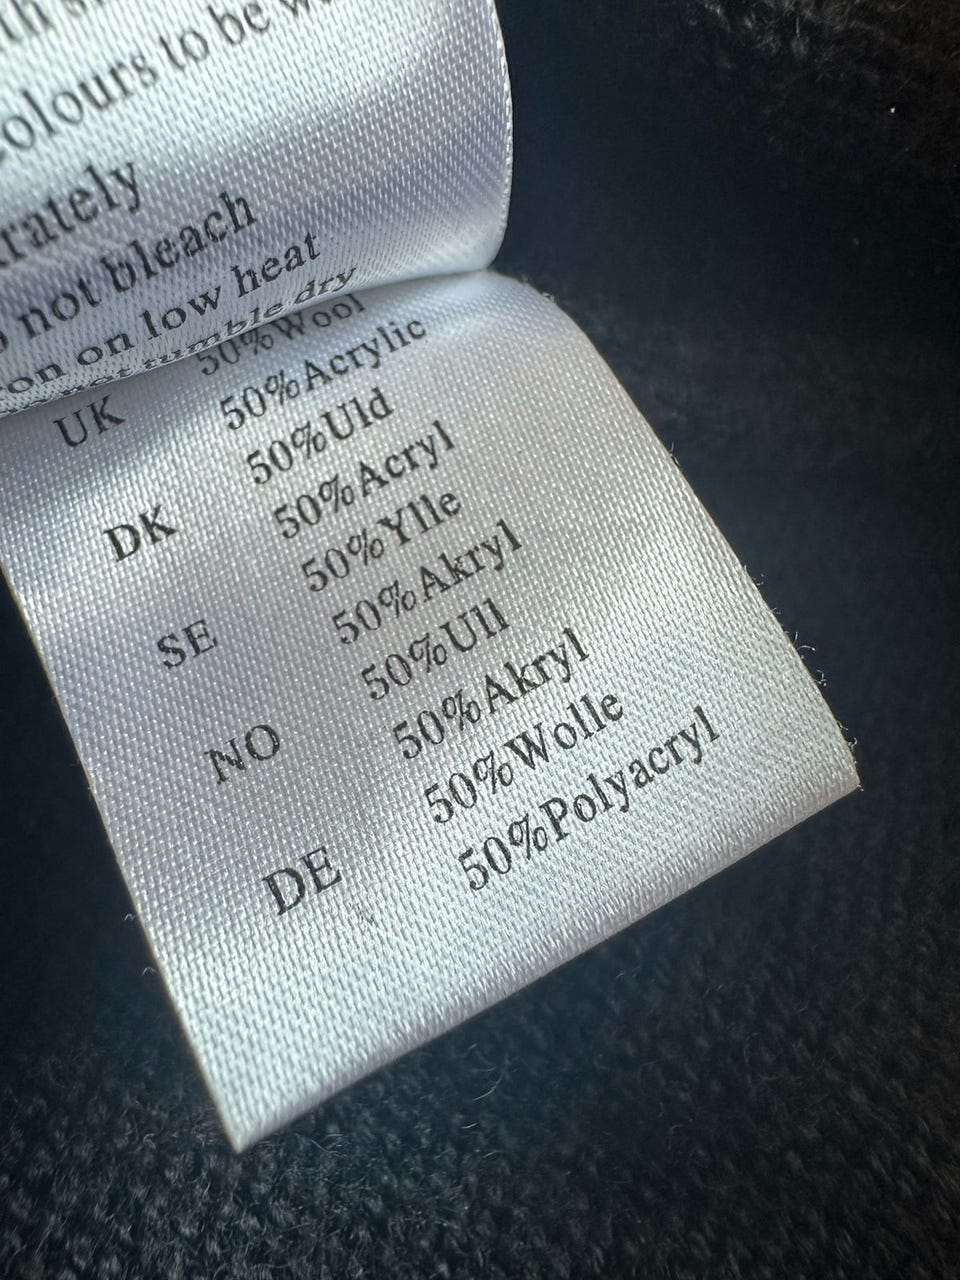 colours to be
rately
not bleach
on on low heat
not tumble dry
50%Wool
UK 50%Acrylic
50%Uld
DK 50%Acryl
50%Ylle
SE 50%Akryl
50%Ull
NO 50%Akryl
50%Wolle
DE 50%Polyacryl